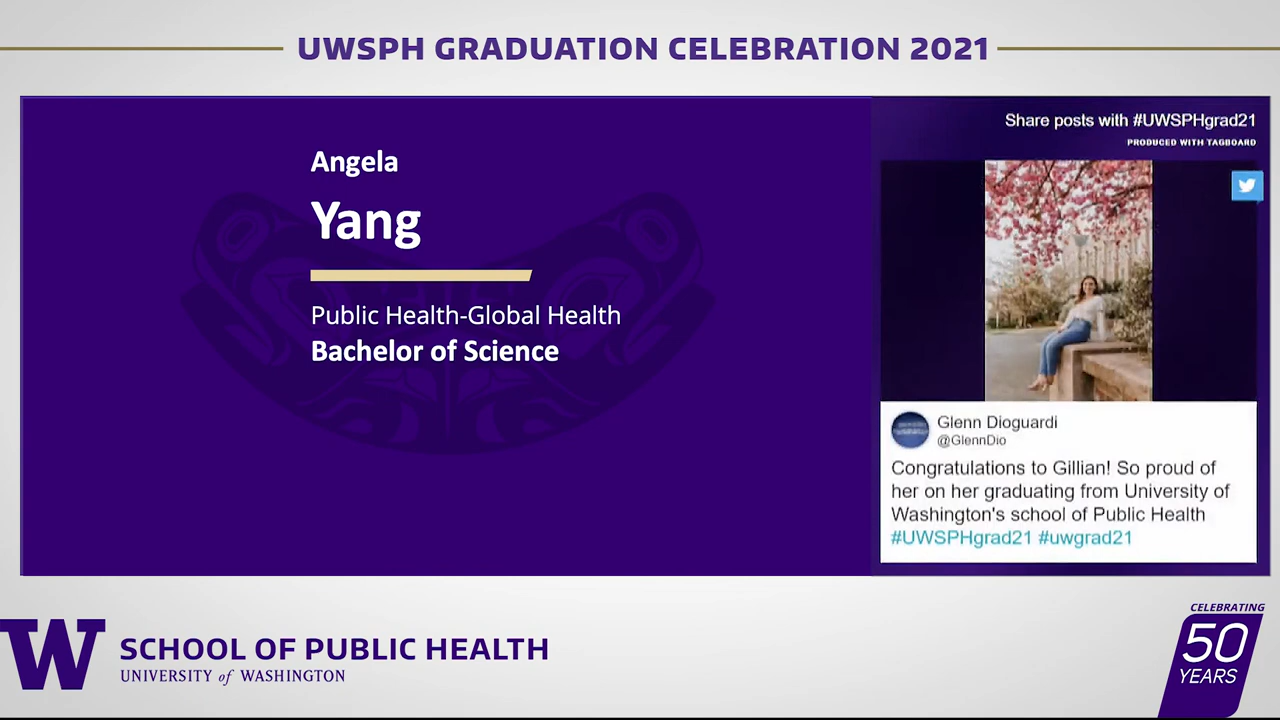 UWSPH GRADUATION CELEBRATION 2021
Angela
Yang
Public Health-Global Health
Bachelor of Science
Share posts with #UWSPHgrad21
PRODUCED WITH TAGBOARD
Glenn Dioguardi
@GlennDio
Congratulations to Gillian! So proud of
her on her graduating from University of
Washington's school of Public Health
#UWSPHgrad21 #uwgrad21
W
SCHOOL OF PUBLIC HEALTH
UNIVERSITY of WASHINGTON
CELEBRATING
50
YEARS